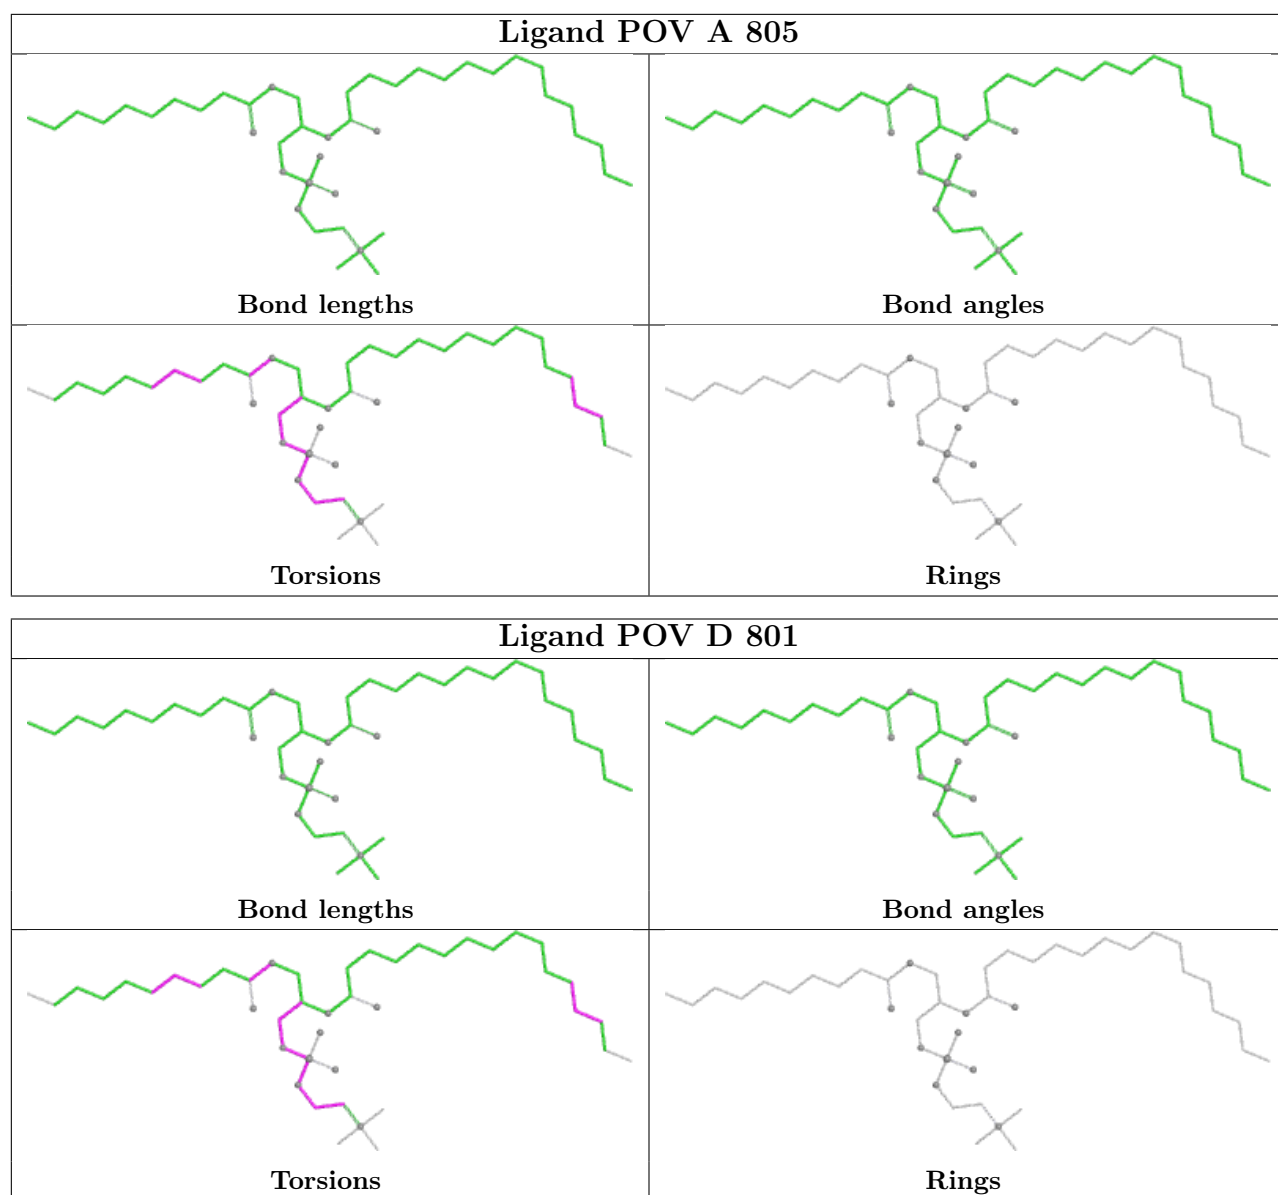 Ligand POV A 805
Bond lengths
Bond angles
Torsions
Rings
Ligand POV D 801
Bond lengths
Bond angles
Torsions
Rings